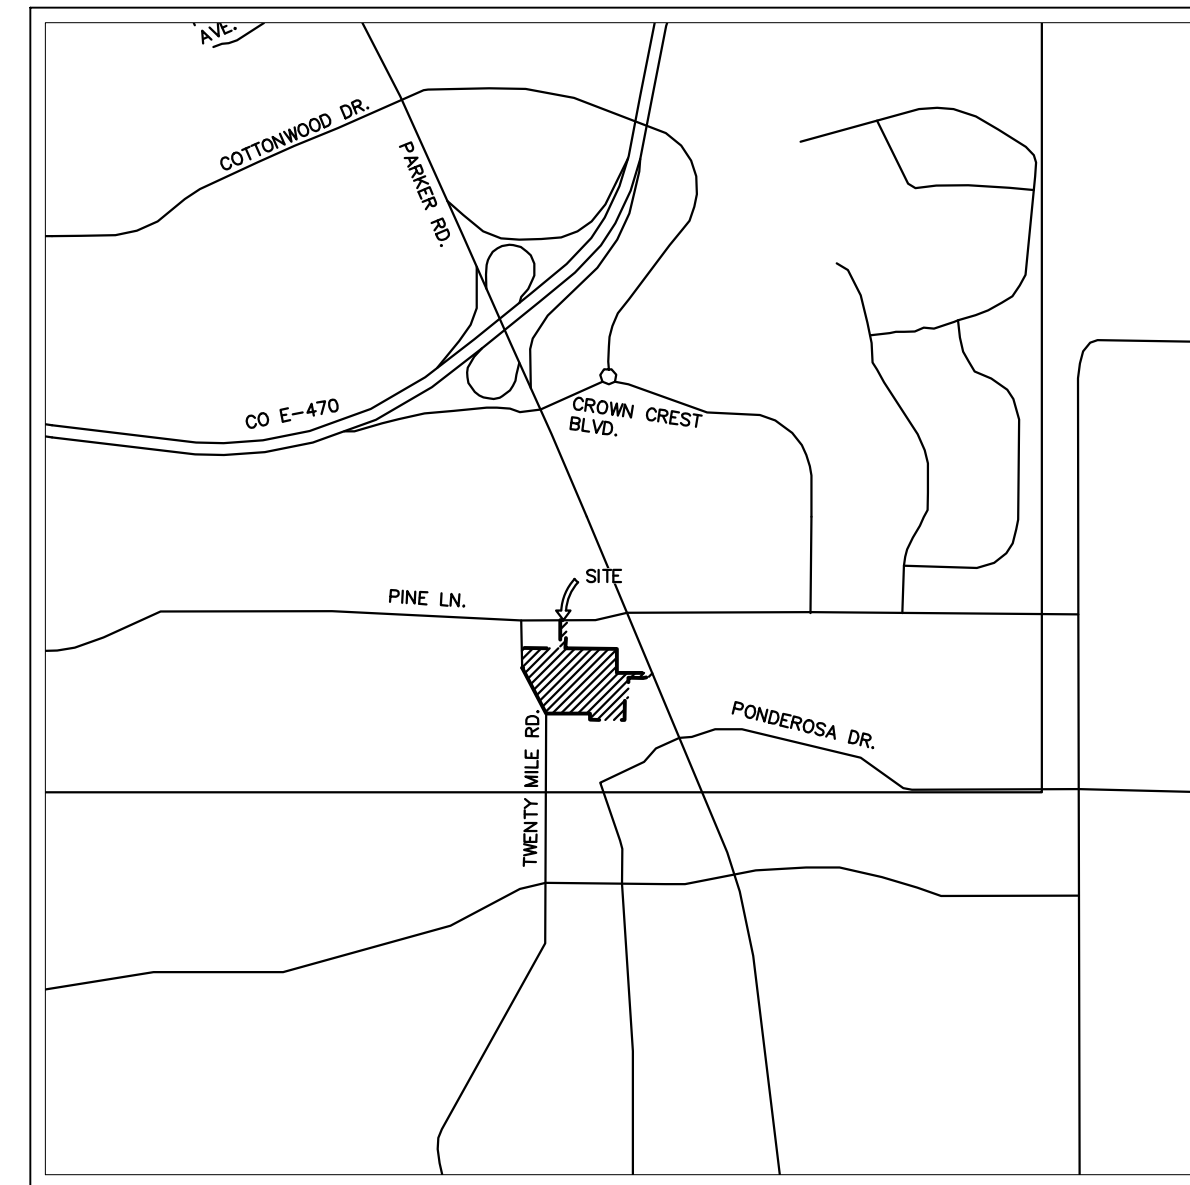 AVE.
COTTONWOOD DR.
PARKER RD.
CO E-470
CROWN CREST
BLVD.
SITE
PINE LN.
PONDEROSA DR.
TWENTY MILE RD.